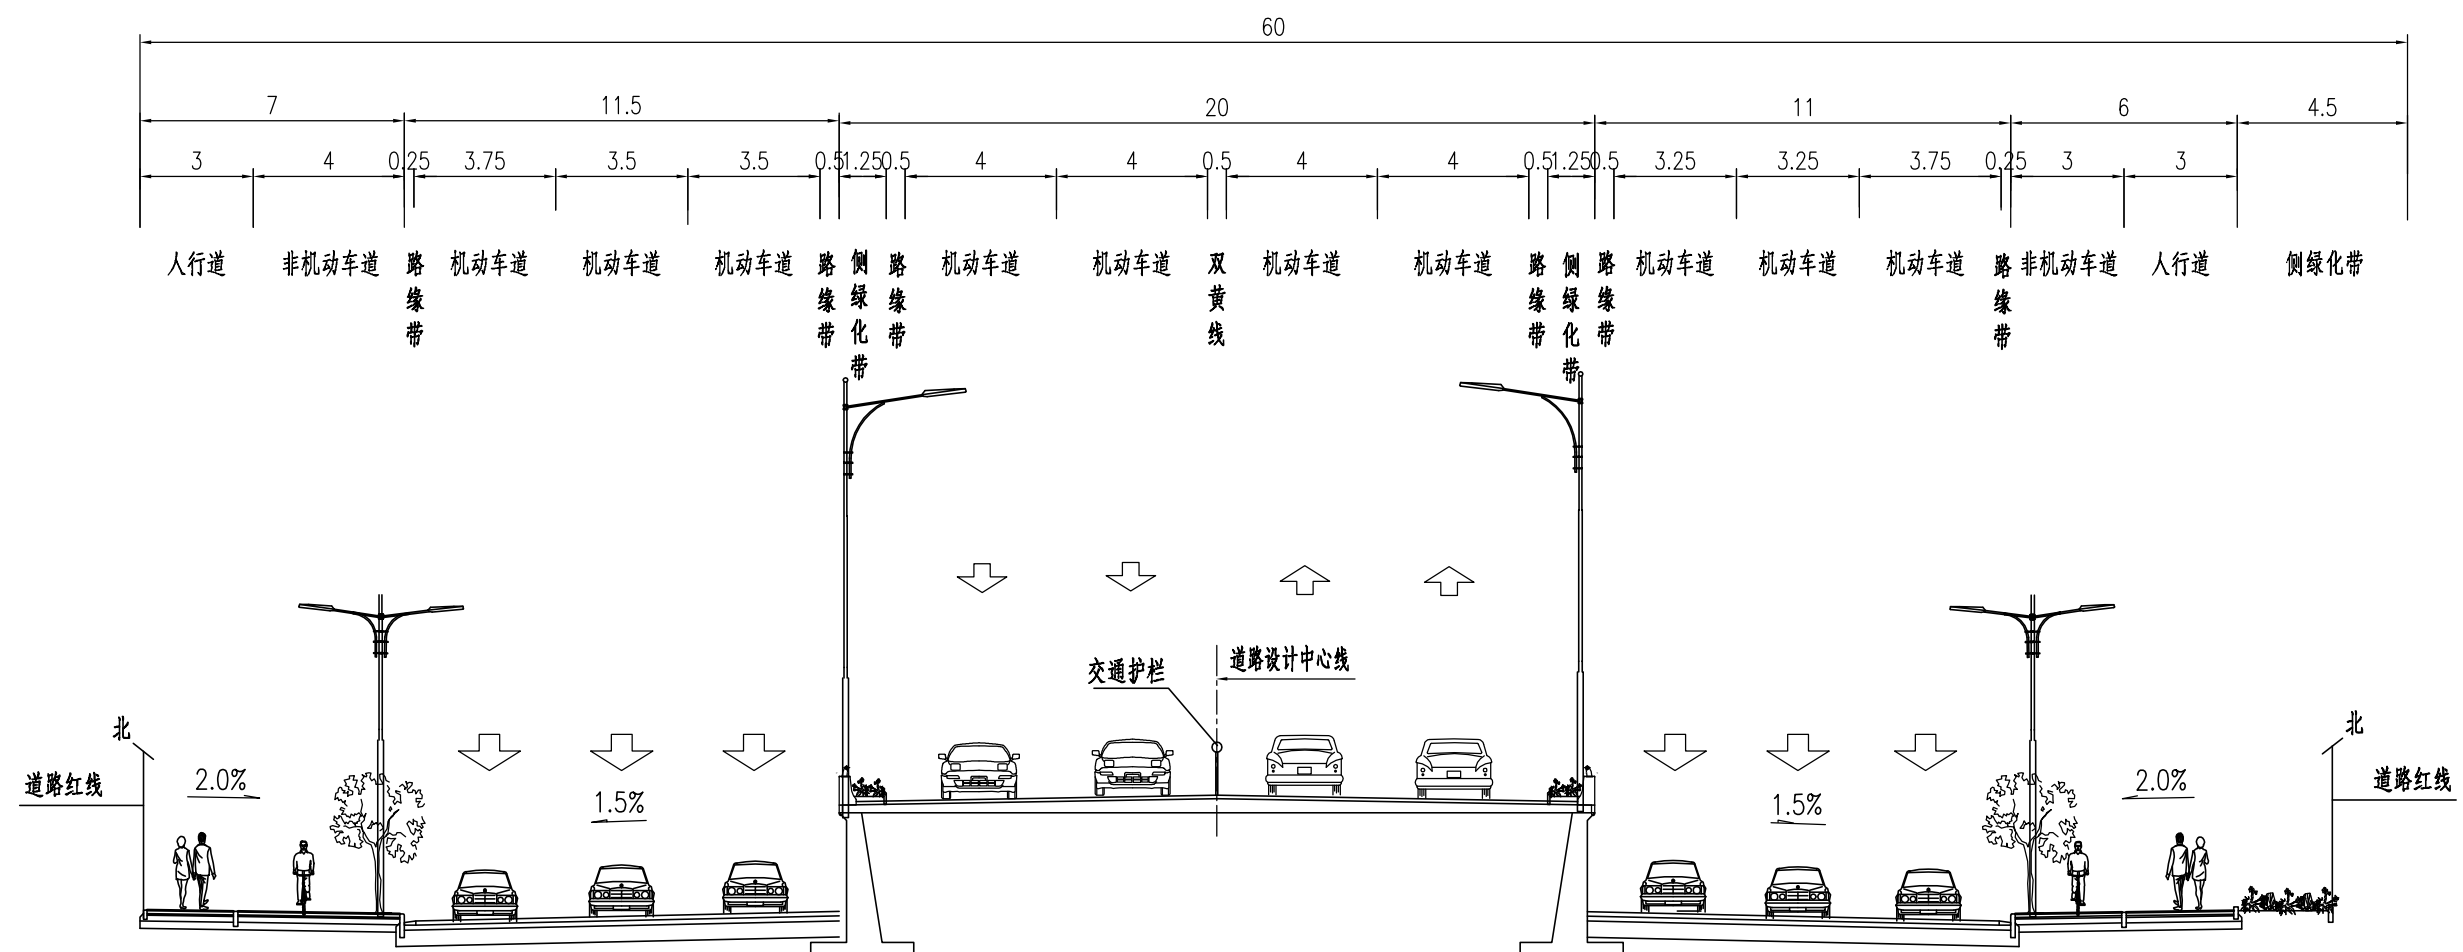 60
7 11.5 20 11 6 4.5
3 4 0.25 3.75 3.5 3.5 0.5 1.25 0.5 4 4 0.5 4 4 0.5 1.25 0.5 3.25 3.25 3.75 0.25 3 3
人行道 非机动车道 路缘带 机动车道 机动车道 机动车道 路缘带 侧绿化带 路缘带 机动车道 机动车道 双黄线 机动车道 机动车道 路缘带 侧绿化带 路缘带 机动车道 机动车道 机动车道 路缘带 非机动车道 人行道 侧绿化带
交通护栏 道路设计中心线
北 北
道路红线 2.0% 1.5% 1.5% 2.0% 道路红线